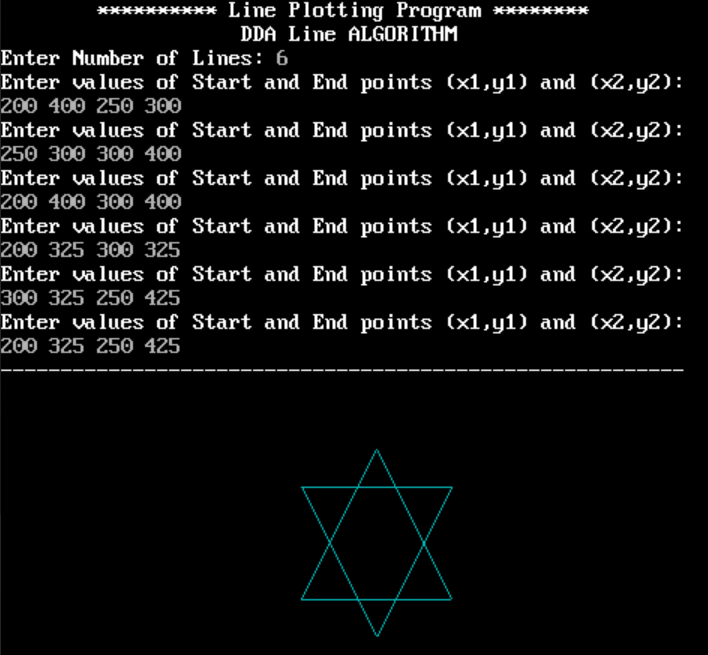 ********** Line Plotting Program ********
DDA Line ALGORITHM
Enter Number of Lines: 6
Enter values of Start and End points (x1,y1) and (x2,y2):
200 400 250 300
Enter values of Start and End points (x1,y1) and (x2,y2):
250 300 300 400
Enter values of Start and End points (x1,y1) and (x2,y2):
200 400 300 400
Enter values of Start and End points (x1,y1) and (x2,y2):
200 325 300 325
Enter values of Start and End points (x1,y1) and (x2,y2):
300 325 250 425
Enter values of Start and End points (x1,y1) and (x2,y2):
200 325 250 425
---------------------------------------------------------